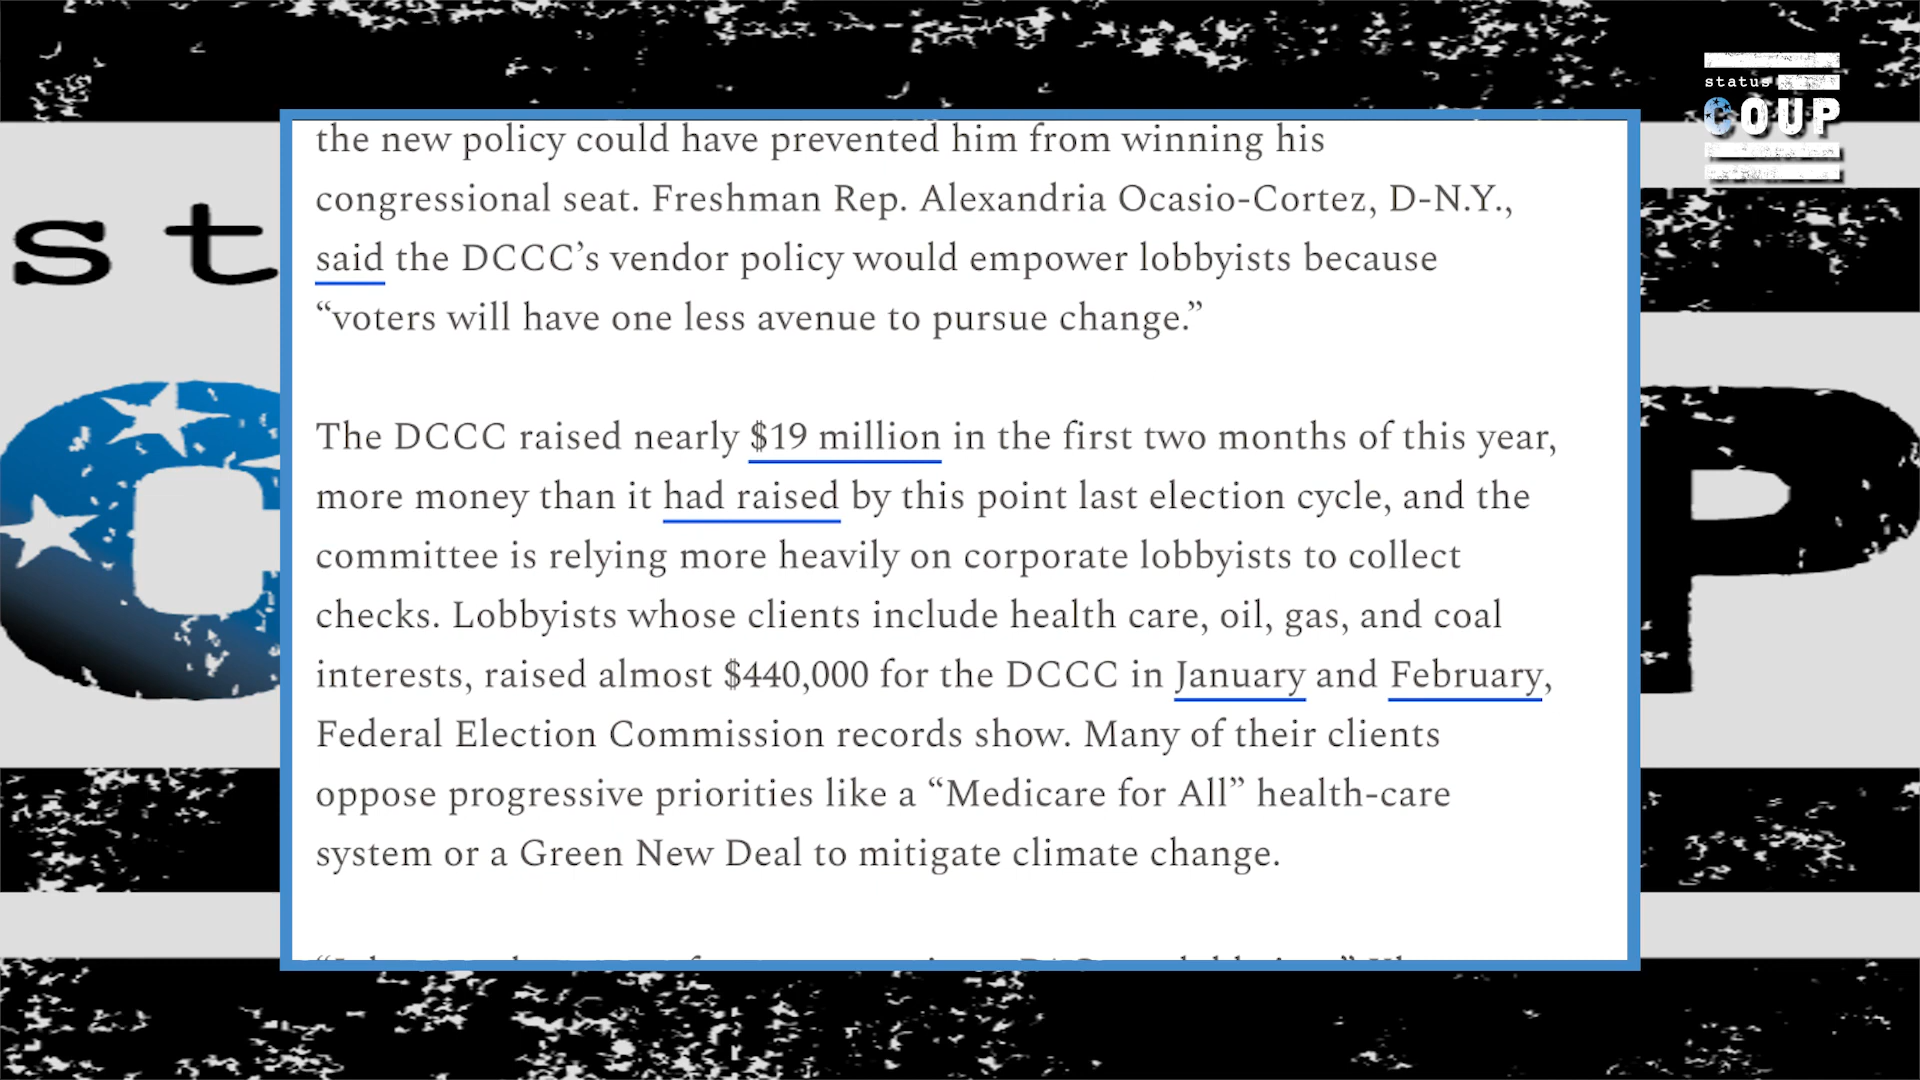 status
COUP
st
C
P
the new policy could have prevented him from winning his
congressional seat. Freshman Rep. Alexandria Ocasio-Cortez, D-N.Y.,
said the DCCC’s vendor policy would empower lobbyists because
“voters will have one less avenue to pursue change.”
The DCCC raised nearly $19 million in the first two months of this year,
more money than it had raised by this point last election cycle, and the
committee is relying more heavily on corporate lobbyists to collect
checks. Lobbyists whose clients include health care, oil, gas, and coal
interests, raised almost $440,000 for the DCCC in January and February,
Federal Election Commission records show. Many of their clients
oppose progressive priorities like a “Medicare for All” health-care
system or a Green New Deal to mitigate climate change.